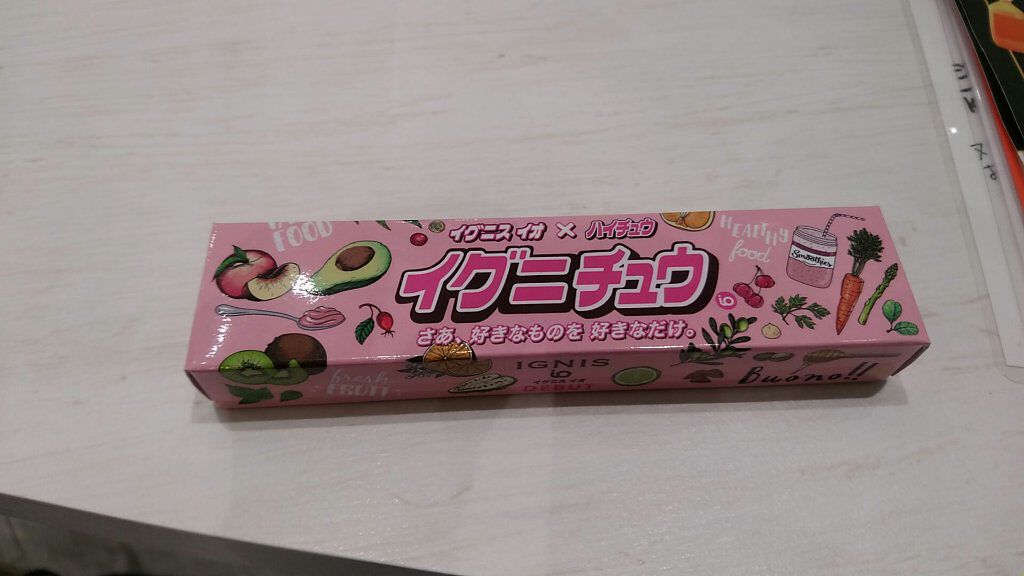 FOOD
イグニス イオ × ハイチュウ
イグニチュウ
io
さあ、好きなものを 好きなだけ。
HEALTHY
food
Smoothies
fresh
FRUIT
IGNIS
io
イグニス イオ
DEBUT
Buono!!